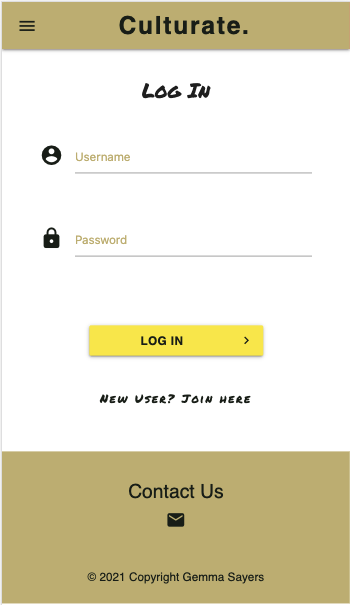 Culturate.
Log In
Username
Password
LOG IN
New User? Join here
Contact Us
© 2021 Copyright Gemma Sayers